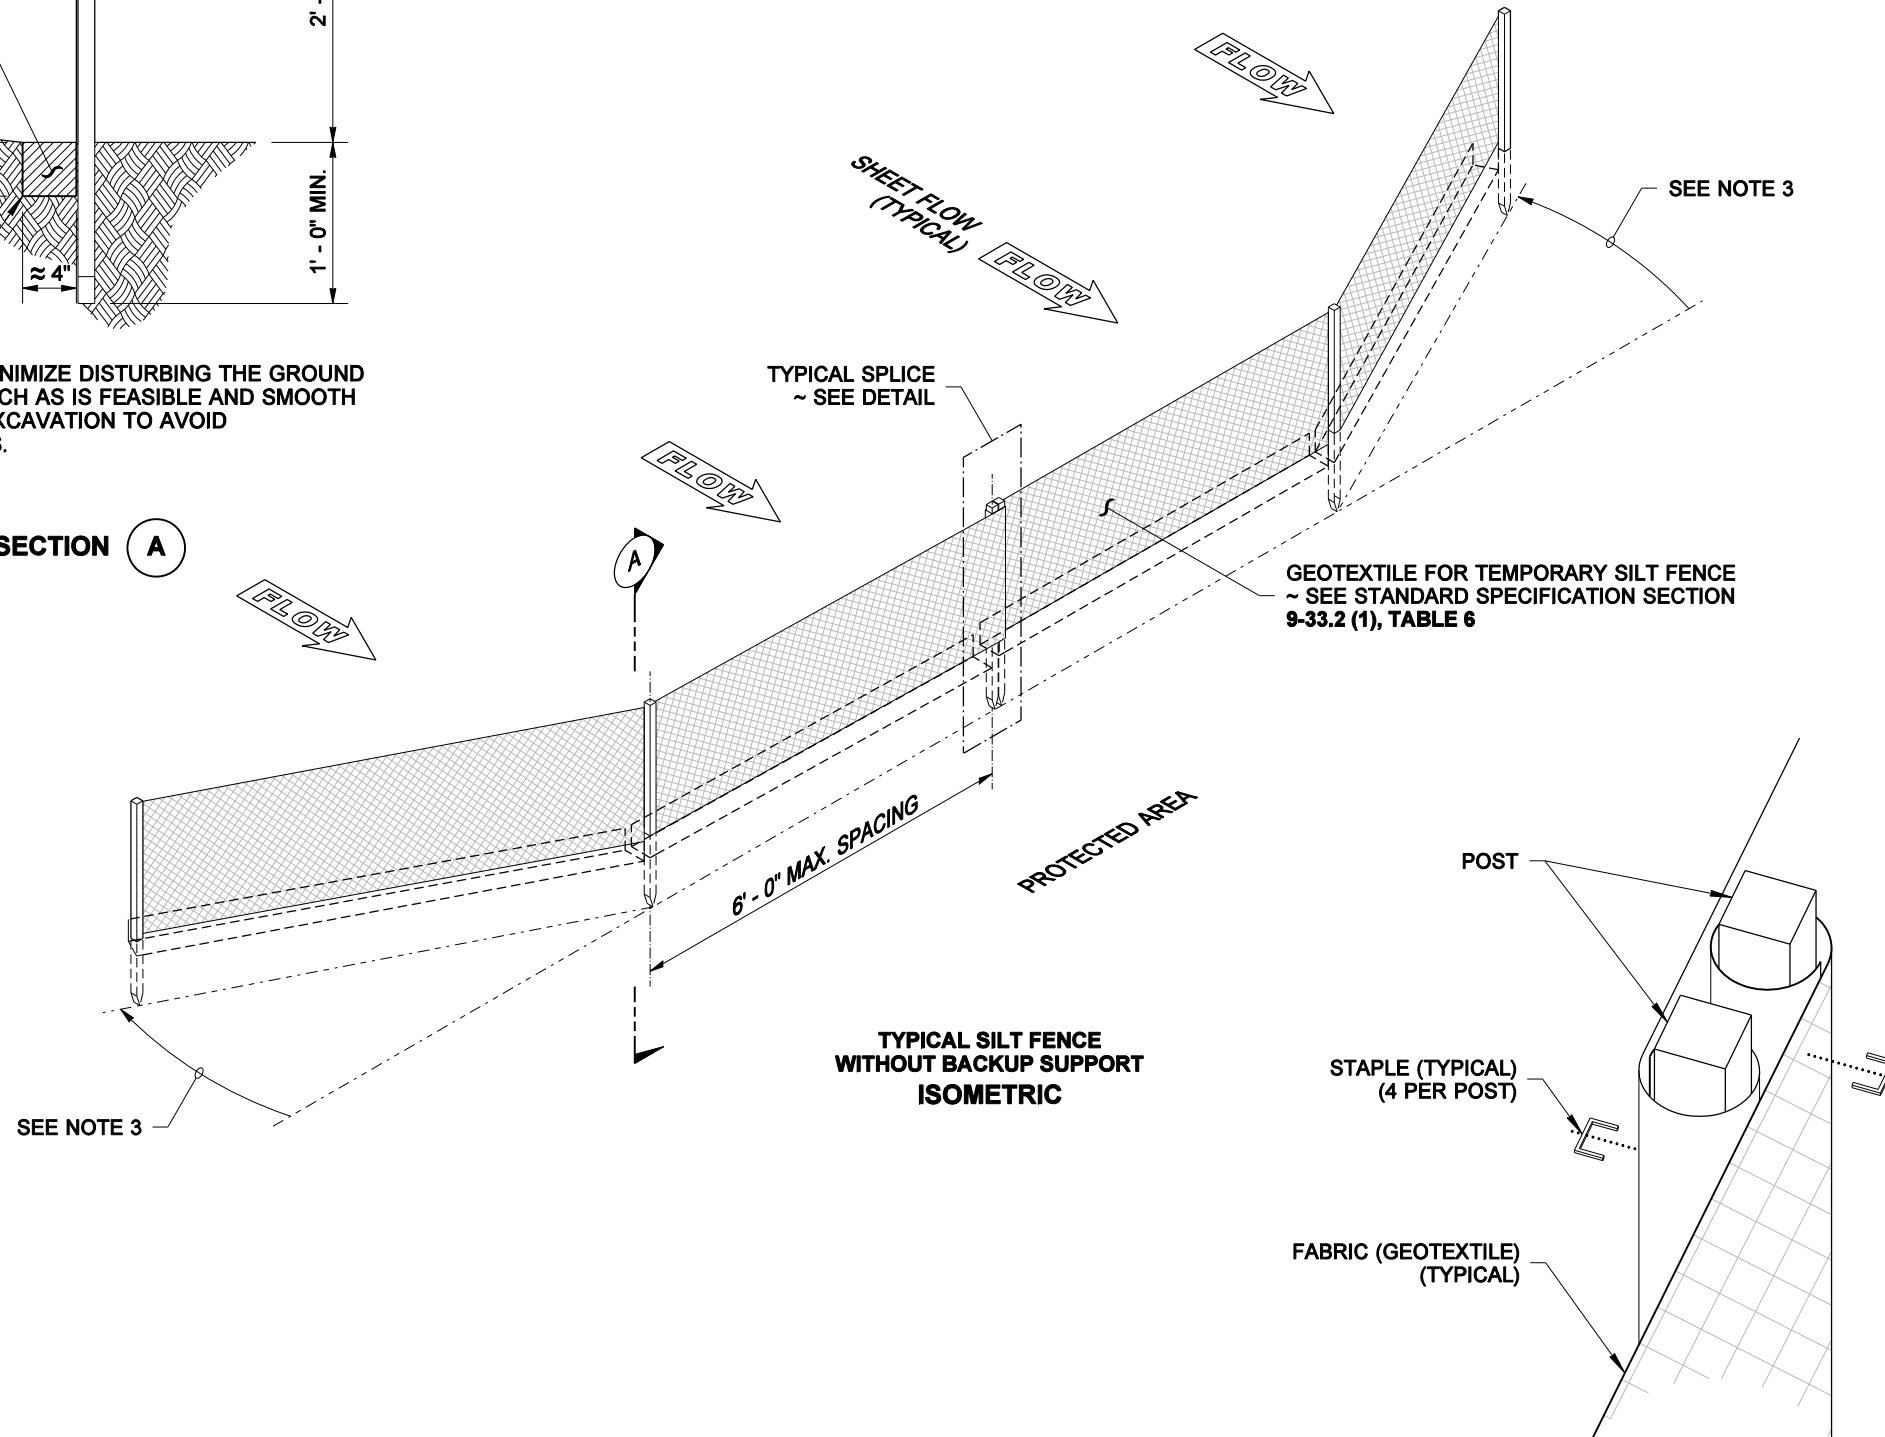 2' -
1' - 0" MIN.
≈ 4"
NIMIZE DISTURBING THE GROUND
CH AS IS FEASIBLE AND SMOOTH
XCAVATION TO AVOID
S.
SECTION A
FLOW
SHEET FLOW
(TYPICAL)
FLOW
SEE NOTE 3
TYPICAL SPLICE
~ SEE DETAIL
FLOW
A
FLOW
GEOTEXTILE FOR TEMPORARY SILT FENCE
~ SEE STANDARD SPECIFICATION SECTION
9-33.2 (1), TABLE 6
6' - 0" MAX. SPACING
PROTECTED AREA
SEE NOTE 3
TYPICAL SILT FENCE
WITHOUT BACKUP SUPPORT
ISOMETRIC
POST
STAPLE (TYPICAL)
(4 PER POST)
FABRIC (GEOTEXTILE)
(TYPICAL)